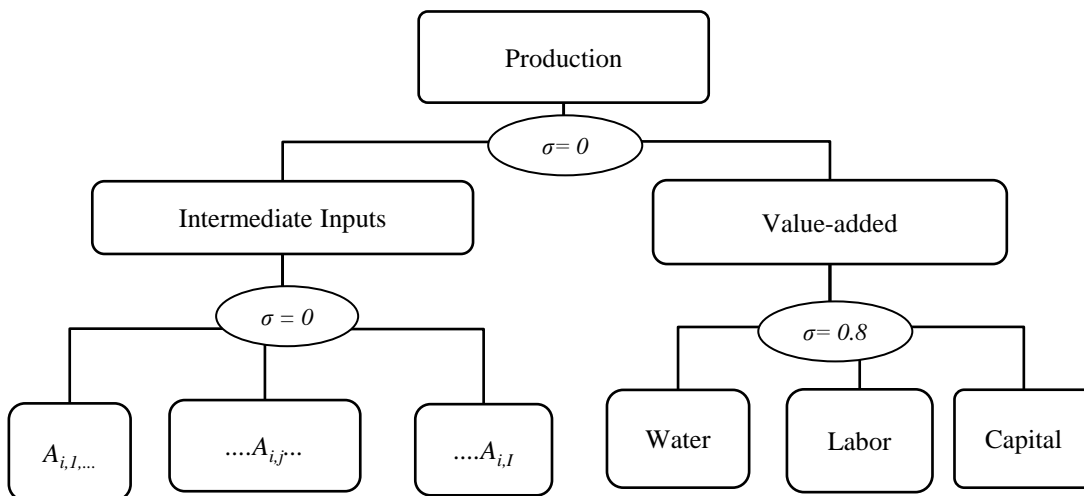 Production
σ= 0
Intermediate Inputs
Value-added
σ = 0
σ= 0.8
A_{i,1,...}
....A_{i,j}...
....A_{i,I}
Water
Labor
Capital